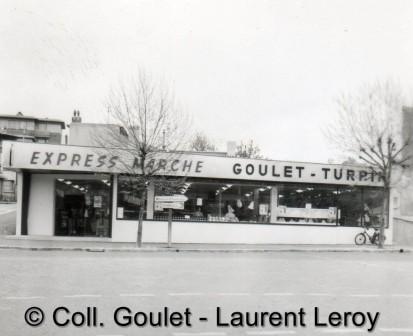 EXPRESS MARCHE GOULET - TURPIN
© Coll. Goulet - Laurent Leroy